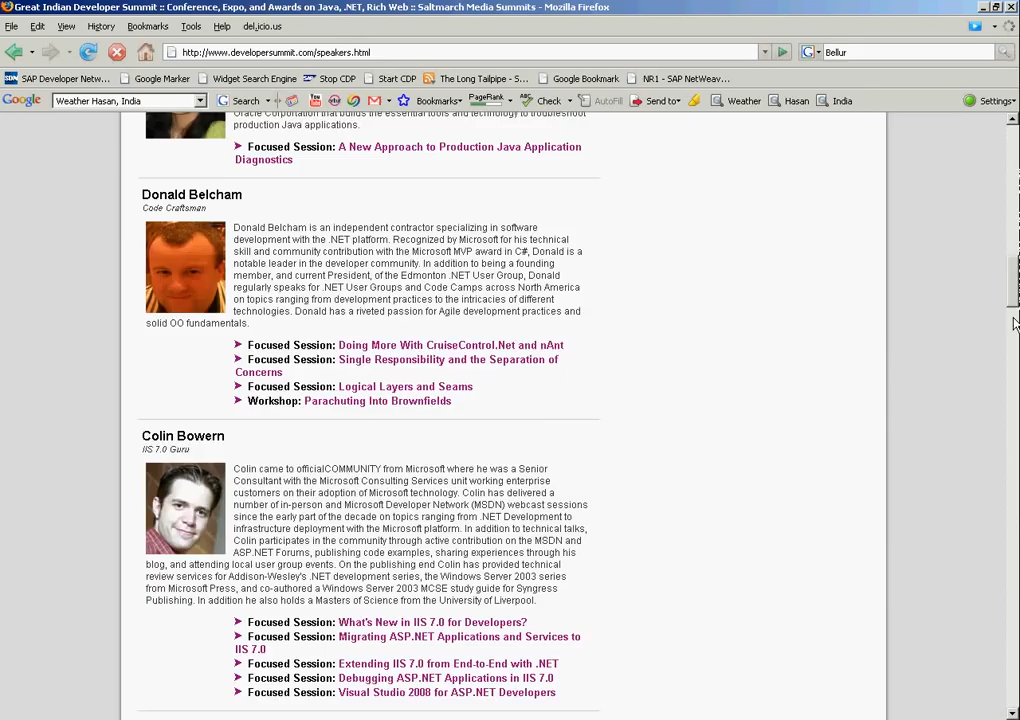 Great Indian Developer Summit :: Conference, Expo, and Awards on Java, .NET, Rich Web :: Saltmarch Media Summits - Mozilla Firefox
File Edit View History Bookmarks Tools Help del.icio.us
http://www.developersummit.com/speakers.html
Bellur
SAP Developer Netw... Google Marker Widget Search Engine Stop CDP Start CDP The Long Tailpipe - S... Google Bookmark NR1 - SAP NetWeav...
Google Weather Hasan, India Search Bookmarks PageRank Check AutoFill Send to Weather Hasan India Settings
Oracle Corporation that builds the essential tools and technology to troubleshoot
production Java applications.
Focused Session: A New Approach to Production Java Application
Diagnostics
Donald Belcham
Code Craftsman
Donald Belcham is an independent contractor specializing in software
development with the .NET platform. Recognized by Microsoft for his technical
skill and community contribution with the Microsoft MVP award in C#, Donald is a
notable leader in the developer community. In addition to being a founding
member, and current President, of the Edmonton .NET User Group, Donald
regularly speaks for .NET User Groups and Code Camps across North America
on topics ranging from development practices to the intricacies of different
technologies. Donald has a riveted passion for Agile development practices and
solid OO fundamentals.
Focused Session: Doing More With CruiseControl.Net and nAnt
Focused Session: Single Responsibility and the Separation of
Concerns
Focused Session: Logical Layers and Seams
Workshop: Parachuting Into Brownfields
Colin Bowern
IIS 7.0 Guru
Colin came to officialCOMMUNITY from Microsoft where he was a Senior
Consultant with the Microsoft Consulting Services unit working enterprise
customers on their adoption of Microsoft technology. Colin has delivered a
number of in-person and Microsoft Developer Network (MSDN) webcast sessions
since the early part of the decade on topics ranging from .NET Development to
infrastructure deployment with the Microsoft platform. In addition to technical talks,
Colin participates in the community through active contribution on the MSDN and
ASP.NET Forums, publishing code examples, sharing experiences through his
blog, and attending local user group events. On the publishing end Colin has provided technical
review services for Addison-Wesley's .NET development series, the Windows Server 2003 series
from Microsoft Press, and co-authored a Windows Server 2003 MCSE study guide for Syngress
Publishing. In addition he also holds a Masters of Science from the University of Liverpool.
Focused Session: What's New in IIS 7.0 for Developers?
Focused Session: Migrating ASP.NET Applications and Services to
IIS 7.0
Focused Session: Extending IIS 7.0 from End-to-End with .NET
Focused Session: Debugging ASP.NET Applications in IIS 7.0
Focused Session: Visual Studio 2008 for ASP.NET Developers